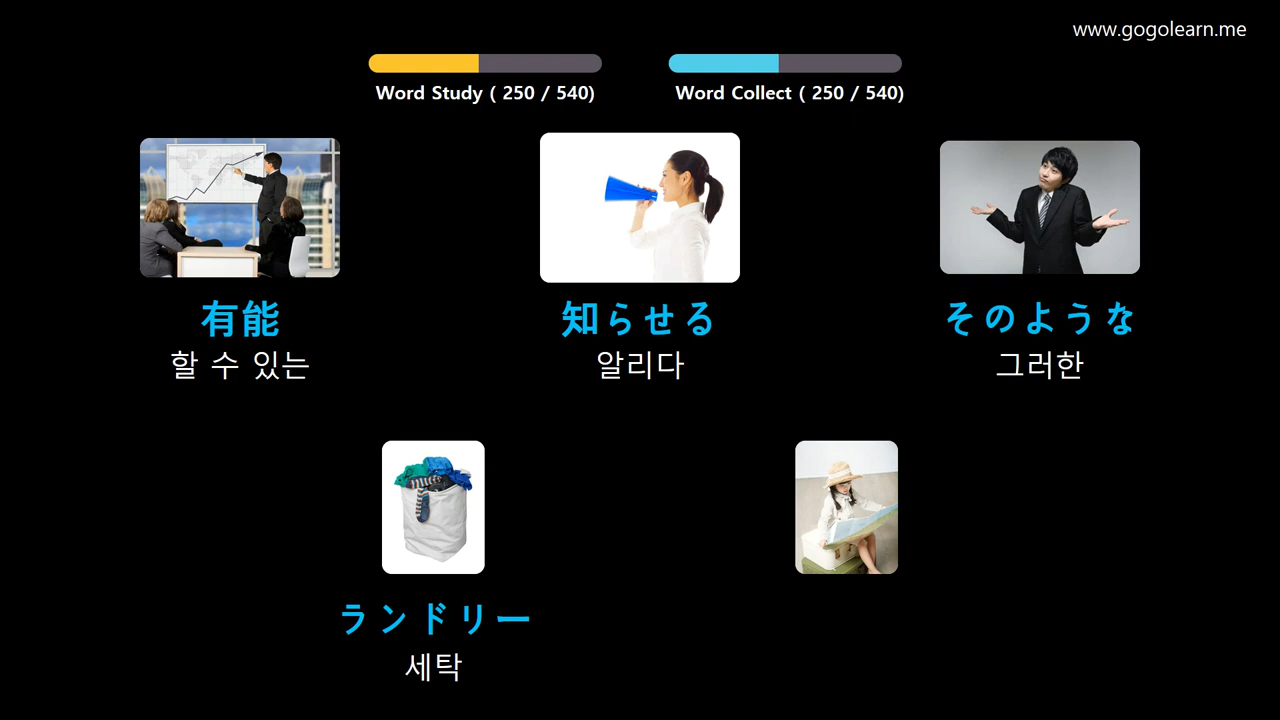 www.gogolearn.me
Word Study ( 250 / 540)
Word Collect ( 250 / 540)
有能
할 수 있는
知らせる
알리다
そのような
그러한
ランドリー
세탁